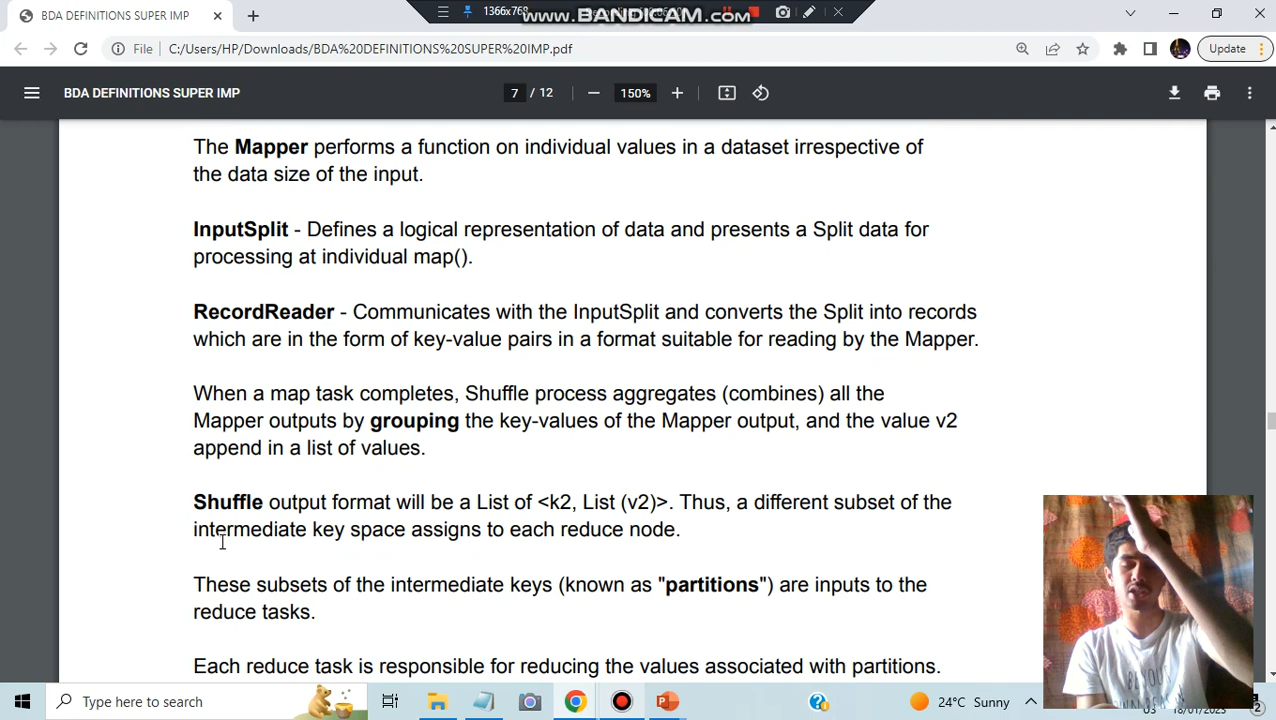 BDA DEFINITIONS SUPER IMP
1366x768
www.BANDICAM.com
File
C:/Users/HP/Downloads/BDA%20DEFINITIONS%20SUPER%20IMP.pdf
Update
BDA DEFINITIONS SUPER IMP
7 / 12
150%
The Mapper performs a function on individual values in a dataset irrespective of
the data size of the input.
InputSplit - Defines a logical representation of data and presents a Split data for
processing at individual map().
RecordReader - Communicates with the InputSplit and converts the Split into records
which are in the form of key-value pairs in a format suitable for reading by the Mapper.
When a map task completes, Shuffle process aggregates (combines) all the
Mapper outputs by grouping the key-values of the Mapper output, and the value v2
append in a list of values.
Shuffle output format will be a List of <k2, List (v2)>. Thus, a different subset of the
intermediate key space assigns to each reduce node.
These subsets of the intermediate keys (known as "partitions") are inputs to the
reduce tasks.
Each reduce task is responsible for reducing the values associated with partitions.
Type here to search
24°C Sunny
18/01/2023
2